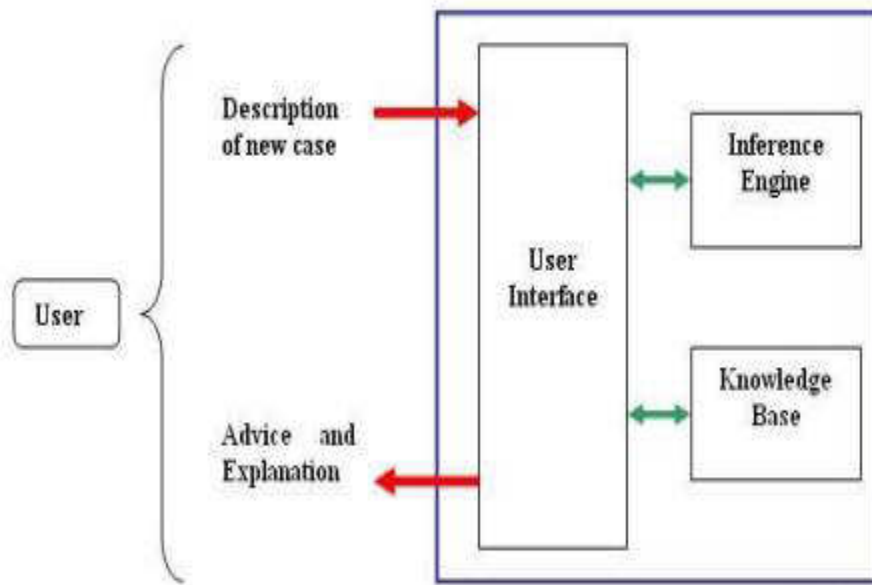 User
Description
of new case
Advice and
Explanation
User
Interface
Inference
Engine
Knowledge
Base